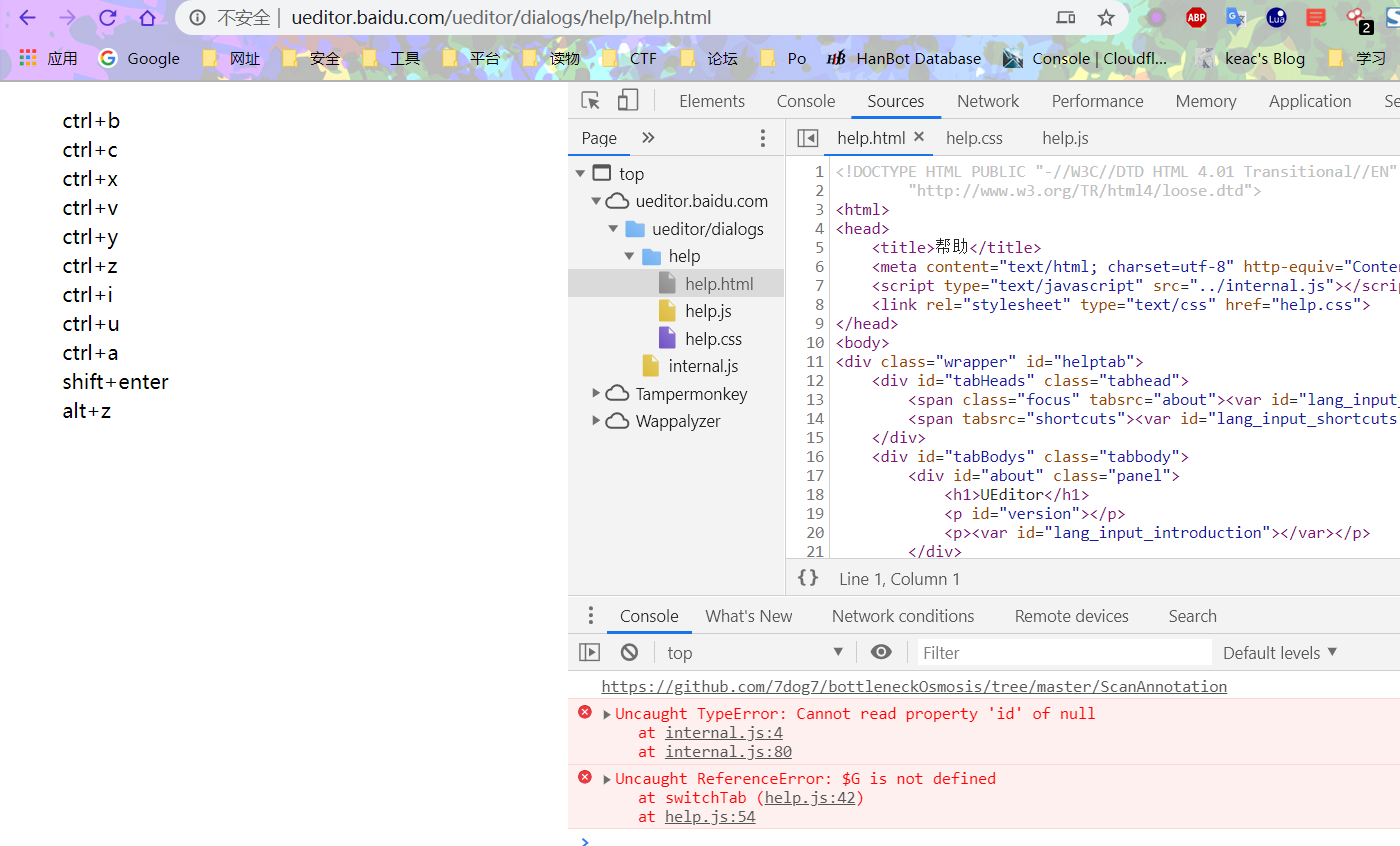 不安全 | ueditor.baidu.com/ueditor/dialogs/help/help.html
ABP
Lua
2
应用 Google 网址 安全 工具 平台 读物 CTF 论坛 Po HB HanBot Database Console | Cloudfl... keac's Blog 学习
ctrl+b
ctrl+c
ctrl+x
ctrl+v
ctrl+y
ctrl+z
ctrl+i
ctrl+u
ctrl+a
shift+enter
alt+z
Elements Console Sources Network Performance Memory Application Se
Page » help.html × help.css help.js
top
ueditor.baidu.com
ueditor/dialogs
help
help.html
help.js
help.css
internal.js
Tampermonkey
Wappalyzer
1 <!DOCTYPE HTML PUBLIC "-//W3C//DTD HTML 4.01 Transitional//EN"
2 "http://www.w3.org/TR/html4/loose.dtd">
3 <html>
4 <head>
5 <title>帮助</title>
6 <meta content="text/html; charset=utf-8" http-equiv="Conten
7 <script type="text/javascript" src="../internal.js"></scrip
8 <link rel="stylesheet" type="text/css" href="help.css">
9 </head>
10 <body>
11 <div class="wrapper" id="helptab">
12 <div id="tabHeads" class="tabhead">
13 <span class="focus" tabsrc="about"><var id="lang_input_
14 <span tabsrc="shortcuts"><var id="lang_input_shortcuts
15 </div>
16 <div id="tabBodys" class="tabbody">
17 <div id="about" class="panel">
18 <h1>UEditor</h1>
19 <p id="version"></p>
20 <p><var id="lang_input_introduction"></var></p>
21 </div>
{} Line 1, Column 1
Console What's New Network conditions Remote devices Search
top Filter Default levels
https://github.com/7dog7/bottleneckOsmosis/tree/master/ScanAnnotation
Uncaught TypeError: Cannot read property 'id' of null
at internal.js:4
at internal.js:80
Uncaught ReferenceError: $G is not defined
at switchTab (help.js:42)
at help.js:54